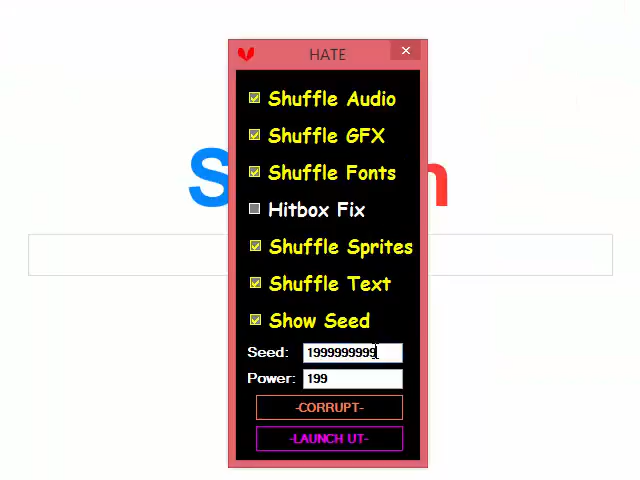 HATE
Shuffle Audio
Shuffle GFX
Shuffle Fonts
Hitbox Fix
Shuffle Sprites
Shuffle Text
Show Seed
Seed: 1999999999
Power: 199
-CORRUPT-
-LAUNCH UT-